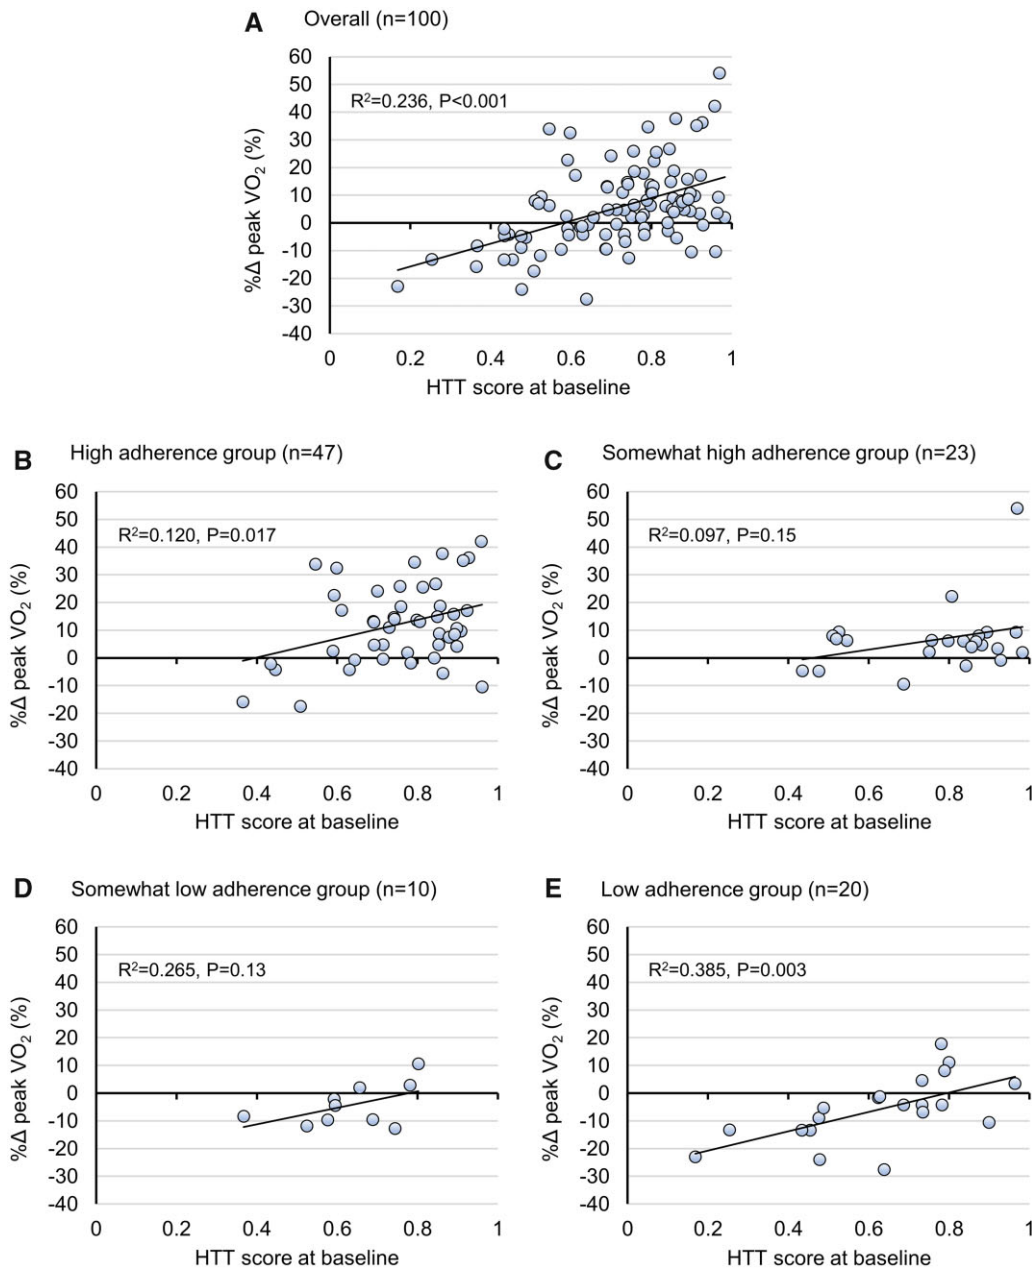 A Overall (n=100)
60
50
40
30
20
10
0
-10
-20
-30
-40
%Δ peak VO₂ (%)
R²=0.236, P<0.001
0 0.2 0.4 0.6 0.8 1
HTT score at baseline
B High adherence group (n=47)
60
50
40
30
20
10
0
-10
-20
-30
-40
%Δ peak VO₂ (%)
R²=0.120, P=0.017
0 0.2 0.4 0.6 0.8 1
HTT score at baseline
C Somewhat high adherence group (n=23)
60
50
40
30
20
10
0
-10
-20
-30
-40
%Δ peak VO₂ (%)
R²=0.097, P=0.15
0 0.2 0.4 0.6 0.8 1
HTT score at baseline
D Somewhat low adherence group (n=10)
60
50
40
30
20
10
0
-10
-20
-30
-40
%Δ peak VO₂ (%)
R²=0.265, P=0.13
0 0.2 0.4 0.6 0.8 1
HTT score at baseline
E Low adherence group (n=20)
60
50
40
30
20
10
0
-10
-20
-30
-40
%Δ peak VO₂ (%)
R²=0.385, P=0.003
0 0.2 0.4 0.6 0.8 1
HTT score at baseline